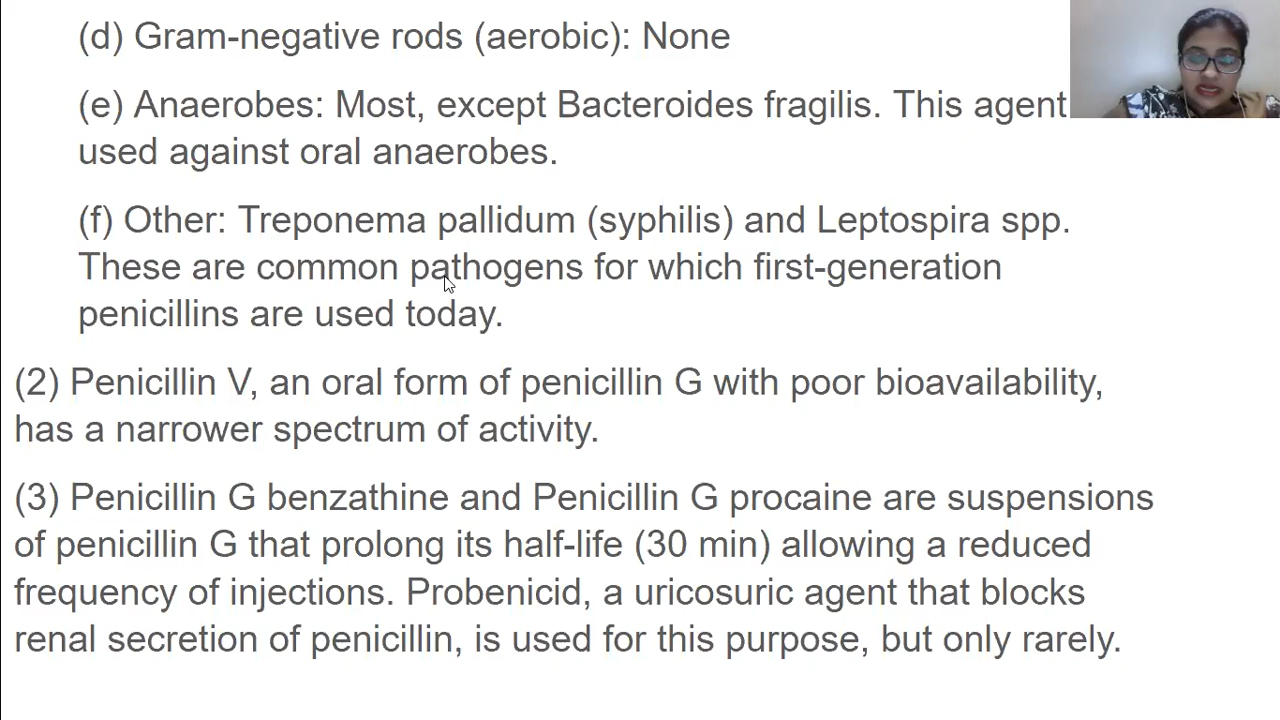 (d) Gram-negative rods (aerobic): None
(e) Anaerobes: Most, except Bacteroides fragilis. This agent
used against oral anaerobes.
(f) Other: Treponema pallidum (syphilis) and Leptospira spp.
These are common pathogens for which first-generation
penicillins are used today.
(2) Penicillin V, an oral form of penicillin G with poor bioavailability,
has a narrower spectrum of activity.
(3) Penicillin G benzathine and Penicillin G procaine are suspensions
of penicillin G that prolong its half-life (30 min) allowing a reduced
frequency of injections. Probenicid, a uricosuric agent that blocks
renal secretion of penicillin, is used for this purpose, but only rarely.